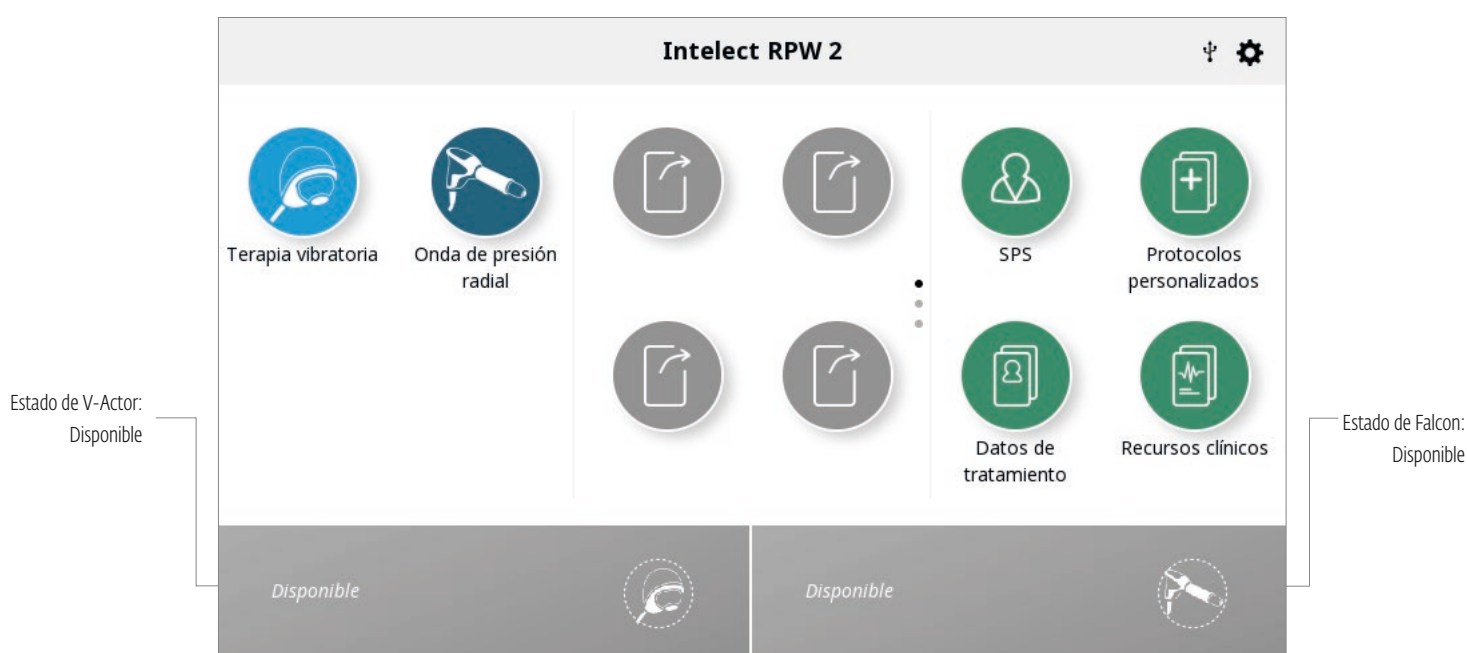 Intelect RPW 2
Terapia vibratoria
Onda de presión
radial
SPS
Protocolos
personalizados
Datos de
tratamiento
Recursos clínicos
Estado de V-Actor:
Disponible
Estado de Falcon:
Disponible
Disponible
Disponible